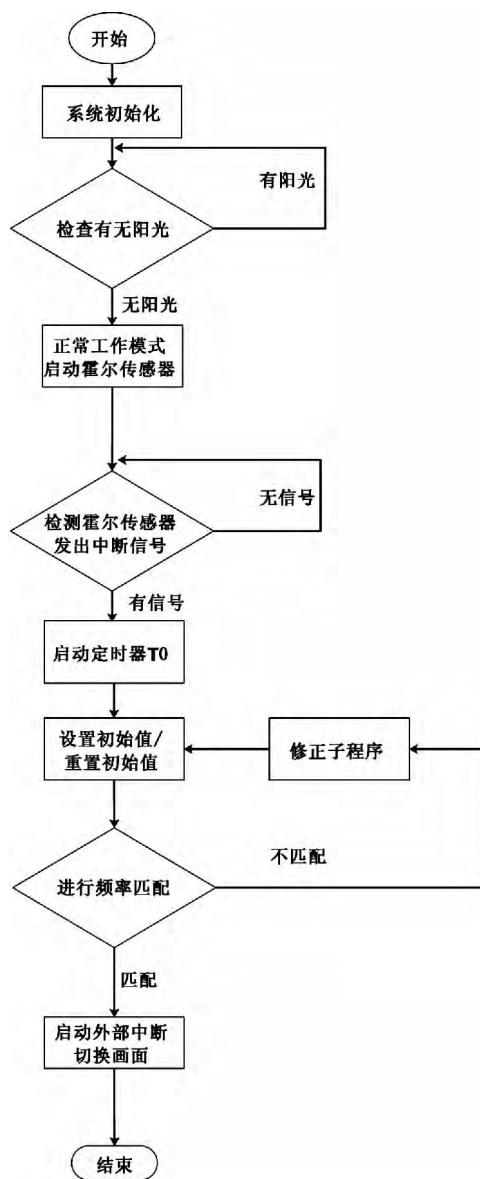 开始
系统初始化
有阳光
检查有无阳光
无阳光
正常工作模式
启动霍尔传感器
无信号
检测霍尔传感器
发出中断信号
有信号
启动定时器T0
设置初始值/
重置初始值
修正子程序
不匹配
进行频率匹配
匹配
启动外部中断
切换画面
结束